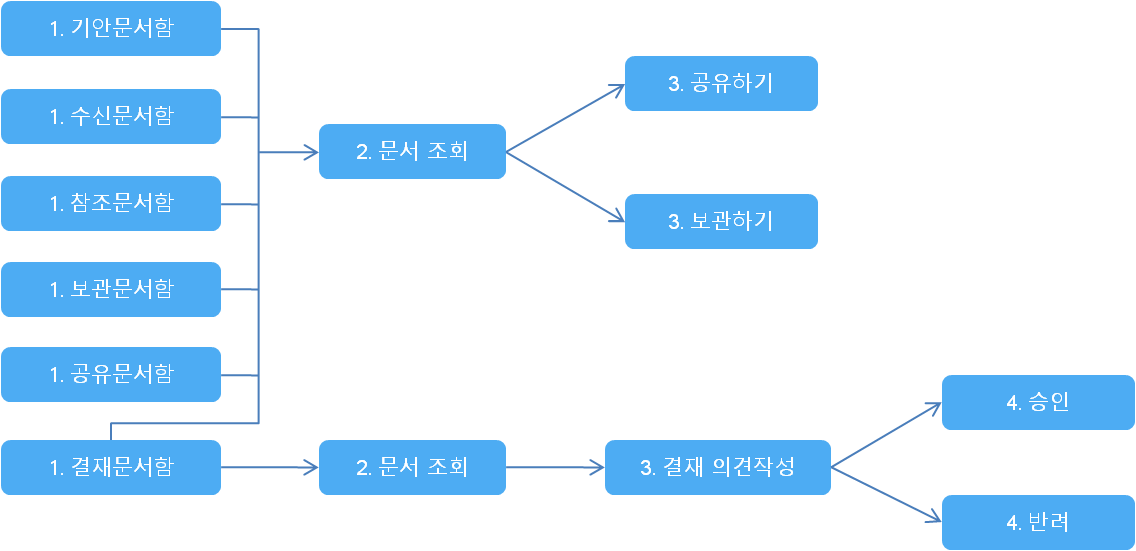 1. 기안문서함
1. 수신문서함
1. 참조문서함
1. 보관문서함
1. 공유문서함
1. 결재문서함
2. 문서 조회
3. 공유하기
3. 보관하기
2. 문서 조회
3. 결재 의견작성
4. 승인
4. 반려